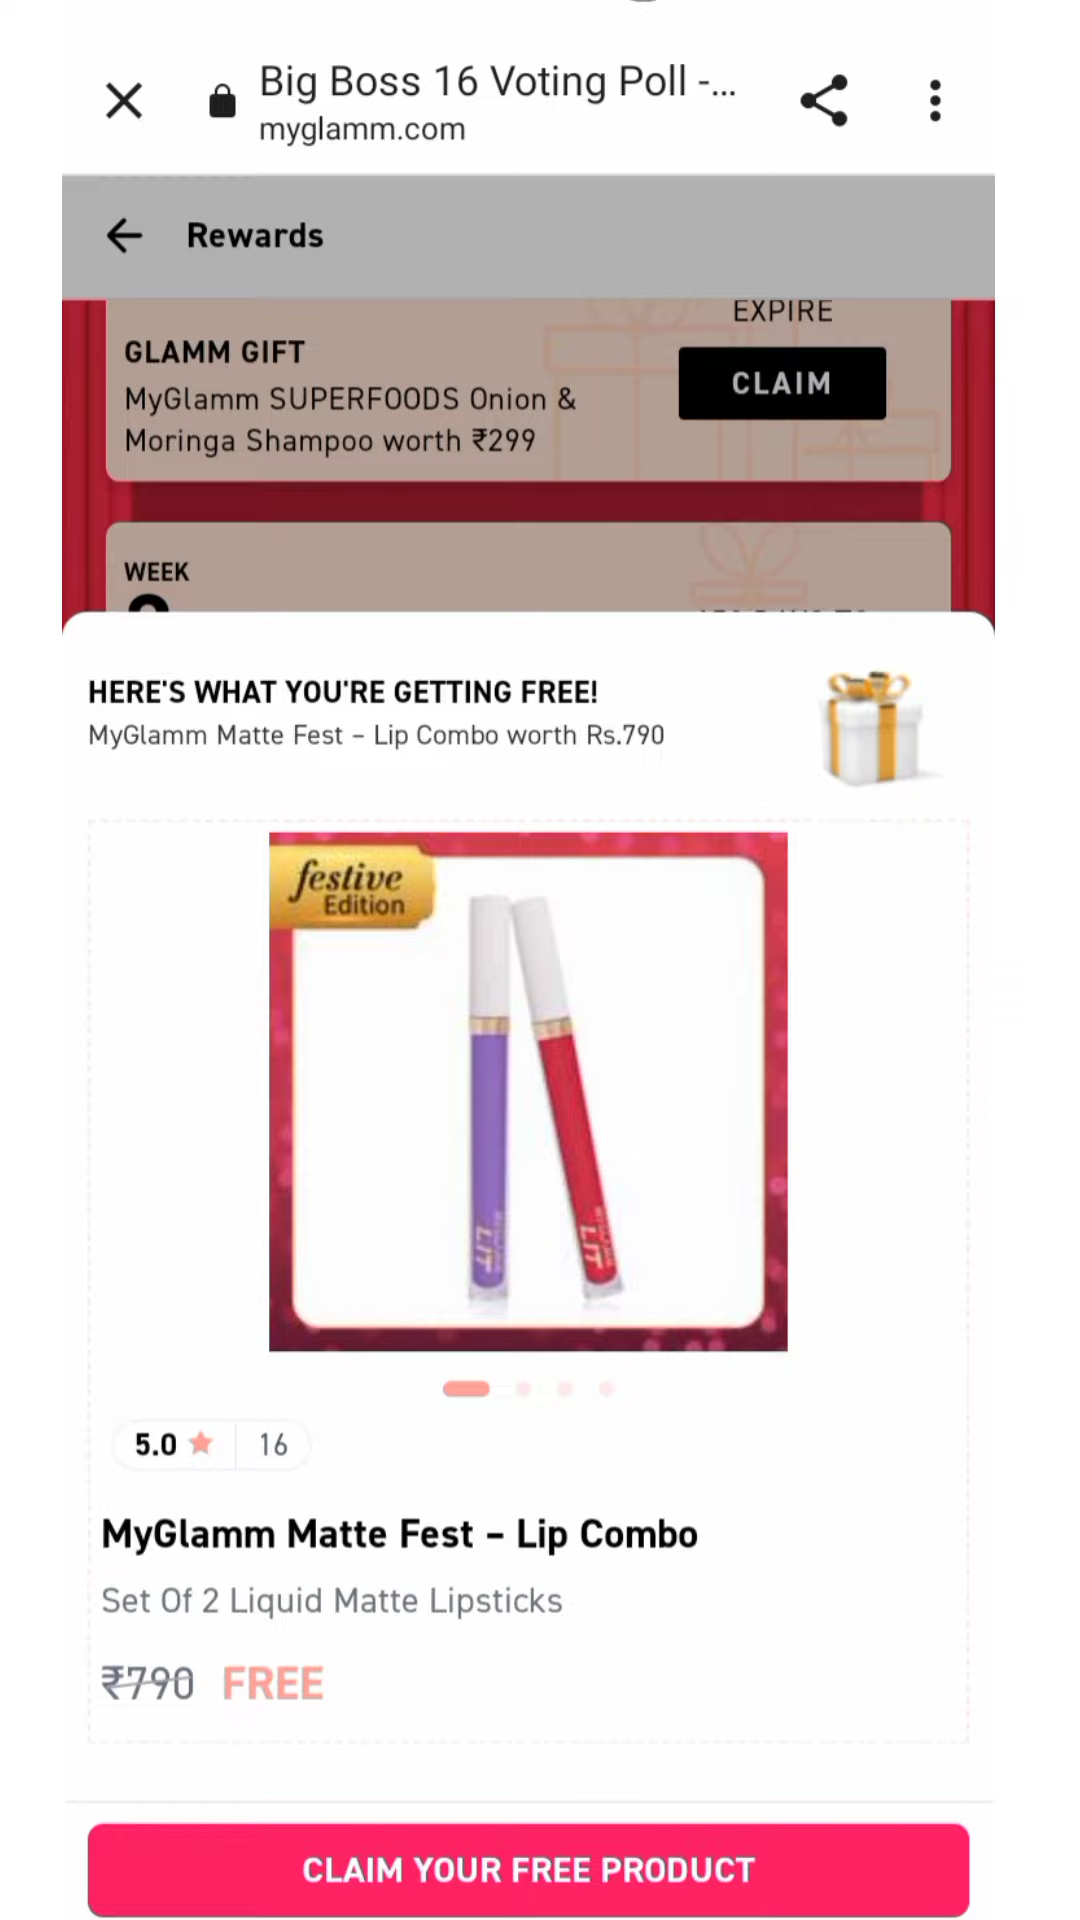 Big Boss 16 Voting Poll -...
myglamm.com
Rewards
EXPIRE
GLAMM GIFT
CLAIM
MyGlamm SUPERFOODS Onion &
Moringa Shampoo worth ₹299
WEEK
HERE'S WHAT YOU'RE GETTING FREE!
MyGlamm Matte Fest – Lip Combo worth Rs.790
festive
Edition
LIT
LIT
5.0
16
MyGlamm Matte Fest – Lip Combo
Set Of 2 Liquid Matte Lipsticks
₹790 FREE
CLAIM YOUR FREE PRODUCT